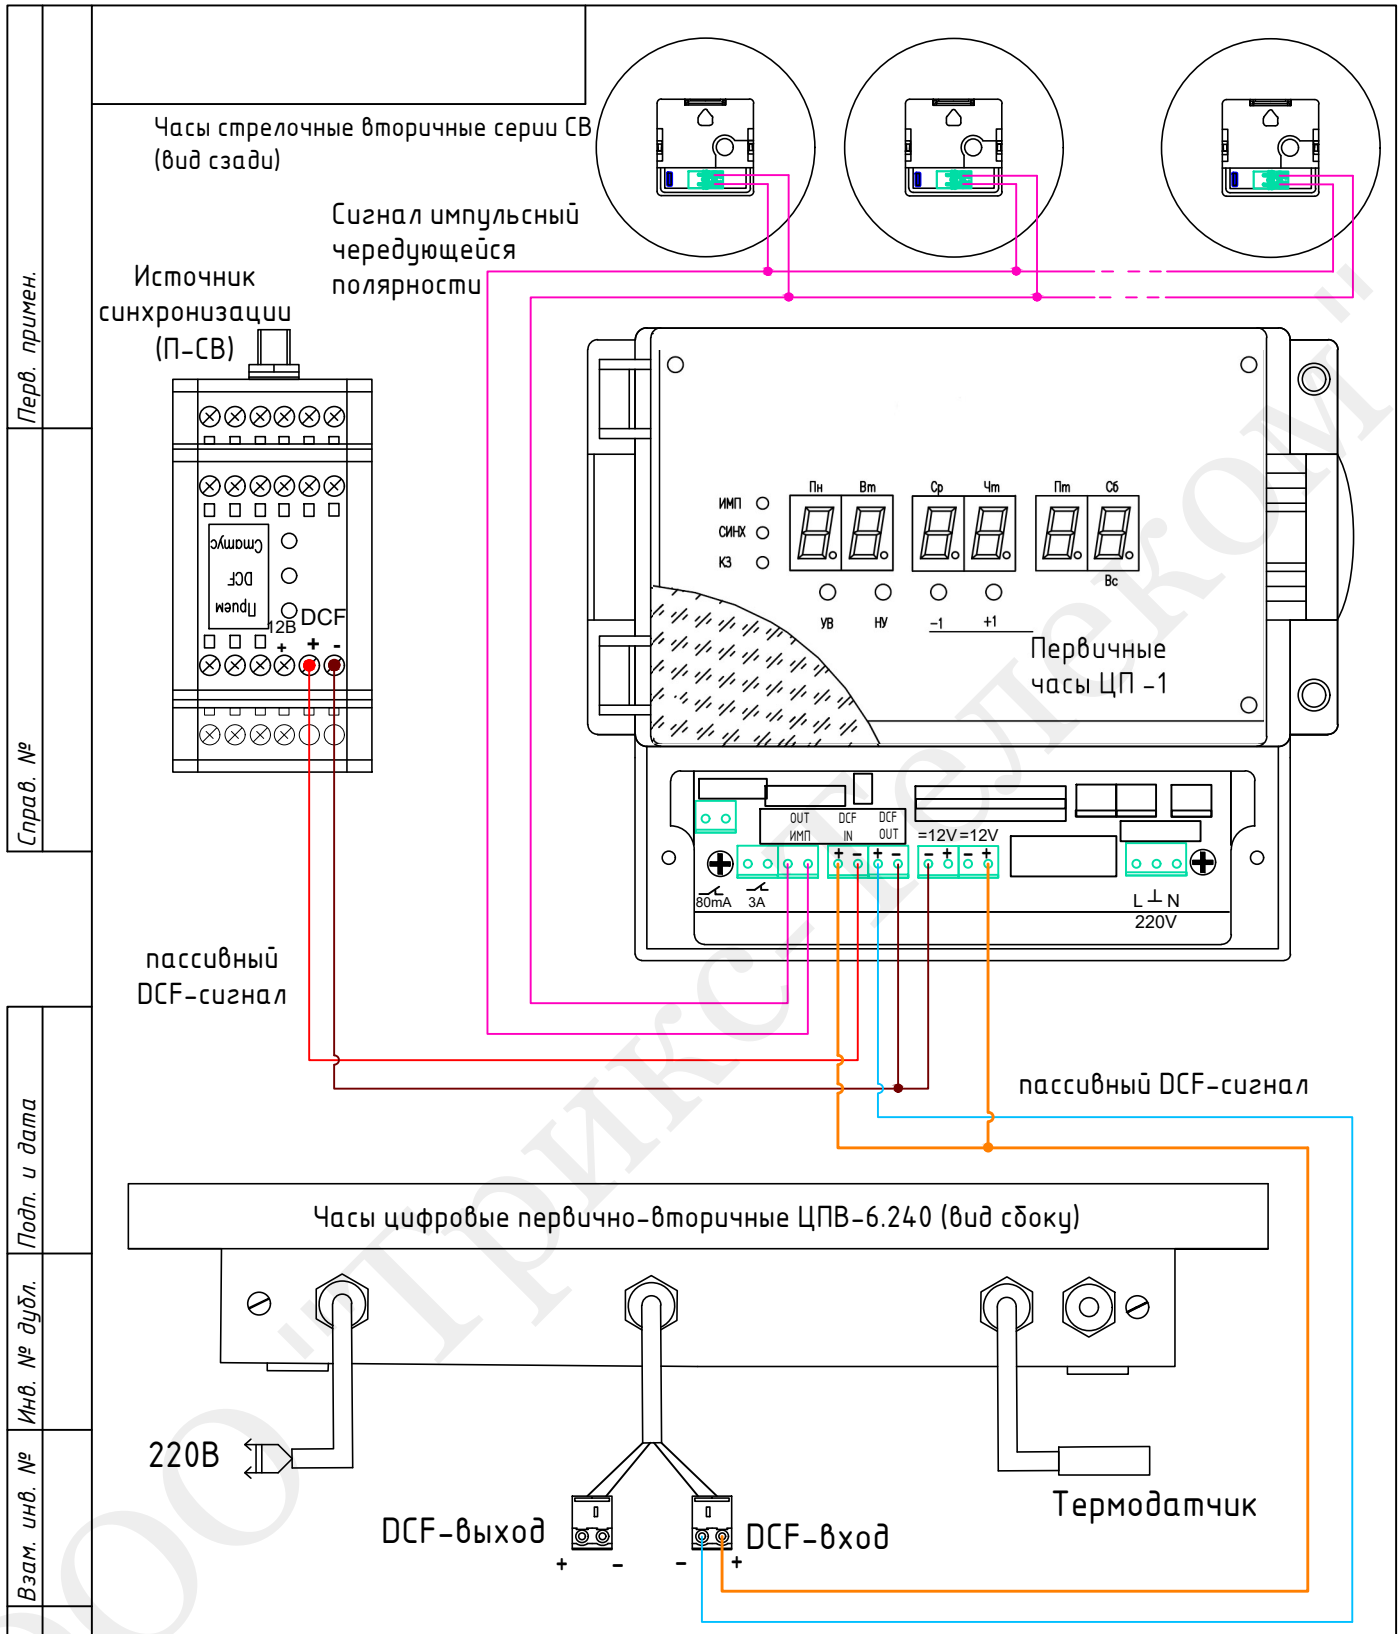 Часы стрелочные вторичные серии СВ
(вид сзади)
Сигнал импульсный
чередующейся
полярности
Источник
синхронизации
(П-СВ)
Перв. примен.
Справ. №
Подп. и дата
Инв. № дубл.
Взам. инв. №
Статус
DCF
Прием
12В
DCF
+ + -
Пн Вт Ср Чт Пт Сб
ИМП
СИНХ
КЗ
Вс
УВ НУ -1 +1
Первичные
часы ЦП -1
OUT DCF DCF
ИМП IN OUT =12V =12V
+ - + - - + - +
80mA 3A
L ⊥ N
220V
пассивный
DCF-сигнал
пассивный DCF-сигнал
Часы цифровые первично-вторичные ЦПВ-6.240 (вид сбоку)
220В
Термодатчик
DCF-выход
DCF-вход
+ - - +
ООО "Трикс-Телеком"